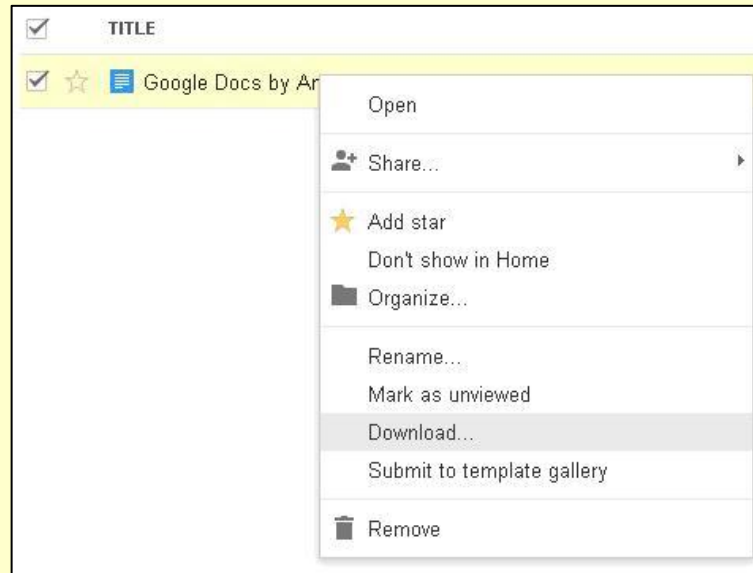 TITLE
Google Docs by Ar
Open
Share...
Add star
Don't show in Home
Organize...
Rename...
Mark as unviewed
Download...
Submit to template gallery
Remove